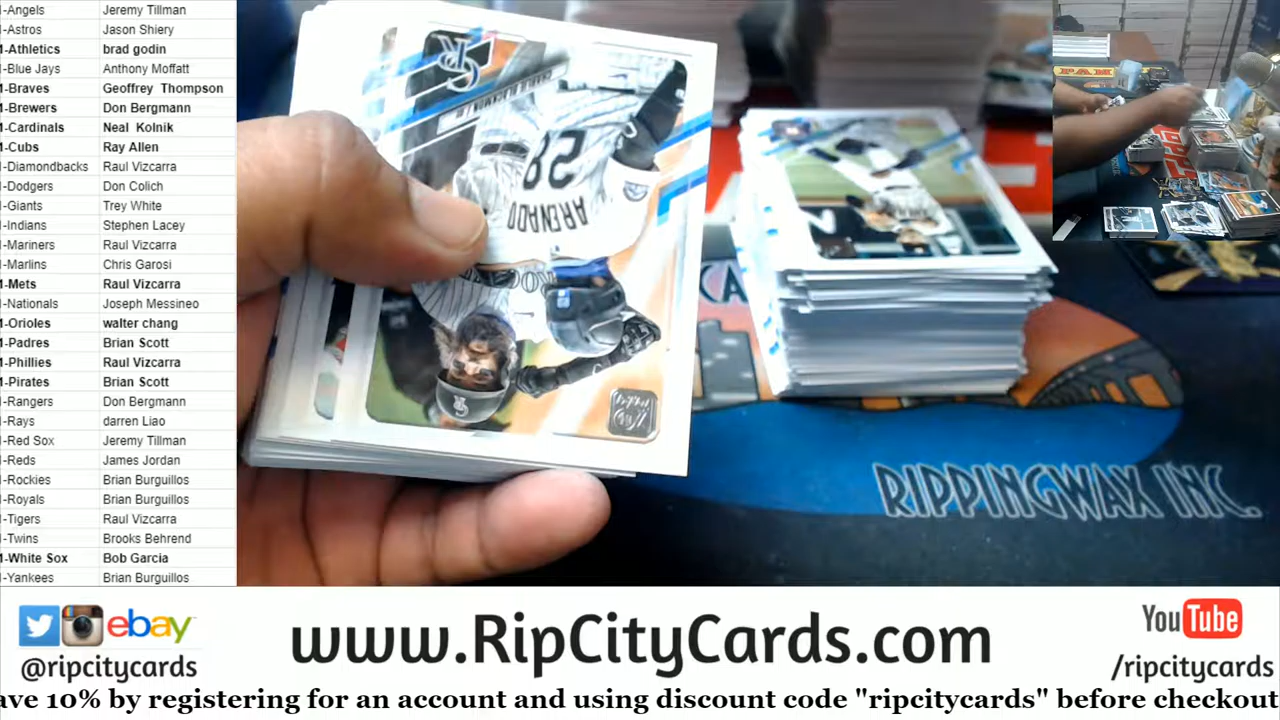 -Angels Jeremy Tillman
-Astros Jason Shiery
-Athletics brad godin
-Blue Jays Anthony Moffatt
-Braves Geoffrey Thompson
-Brewers Don Bergmann
-Cardinals Neal Kolnik
-Cubs Ray Allen
-Diamondbacks Raul Vizcarra
-Dodgers Don Colich
-Giants Trey White
-Indians Stephen Lacey
-Mariners Raul Vizcarra
-Marlins Chris Garosi
-Mets Raul Vizcarra
-Nationals Joseph Messineo
-Orioles walter chang
-Padres Brian Scott
-Phillies Raul Vizcarra
-Pirates Brian Scott
-Rangers Don Bergmann
-Rays darren Liao
-Red Sox Jeremy Tillman
-Reds James Jordan
-Rockies Brian Burguillos
-Royals Brian Burguillos
-Tigers Raul Vizcarra
-Twins Brooks Behrend
-White Sox Bob Garcia
-Yankees Brian Burguillos
28
ARENADO
RIPPINGWAX INC.
ebay
@ripcitycards
www.RipCityCards.com
YouTube
/ripcitycards
ave 10% by registering for an account and using discount code "ripcitycards" before checkout